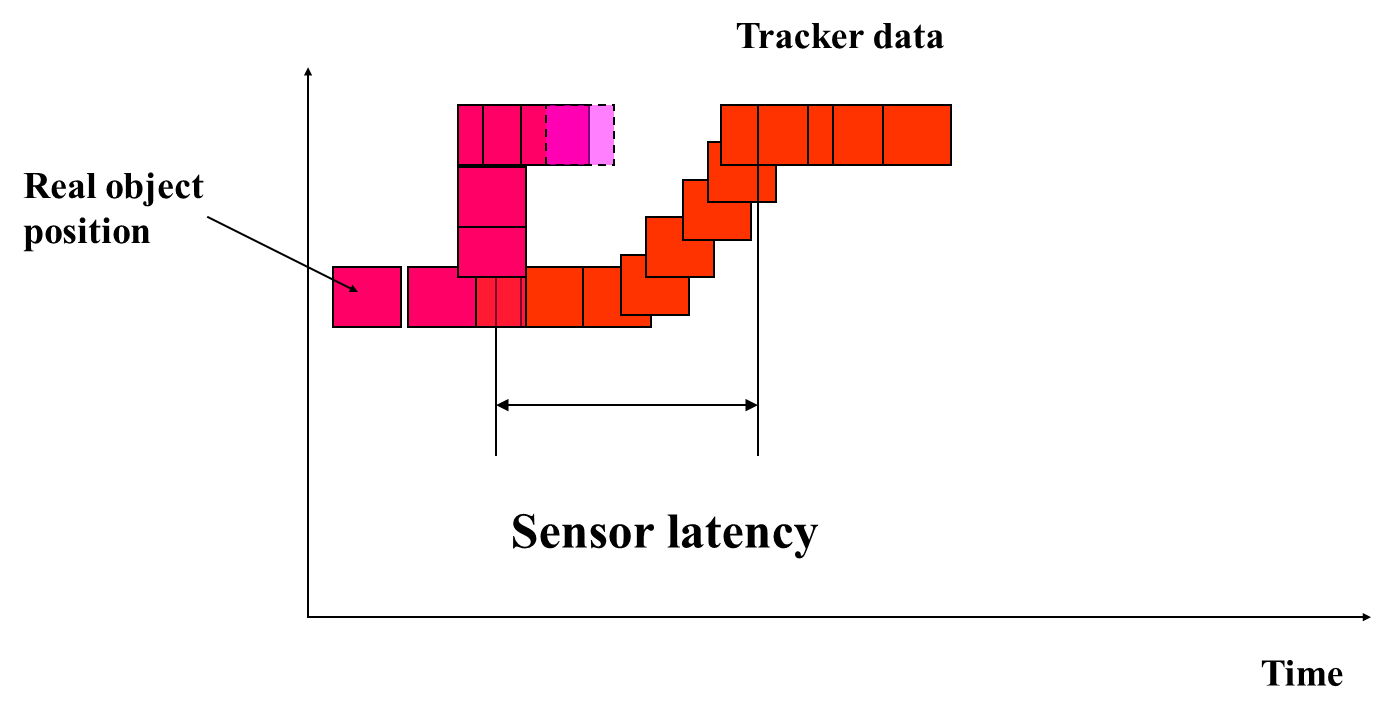 Tracker data
Real object
position
Sensor latency
Time